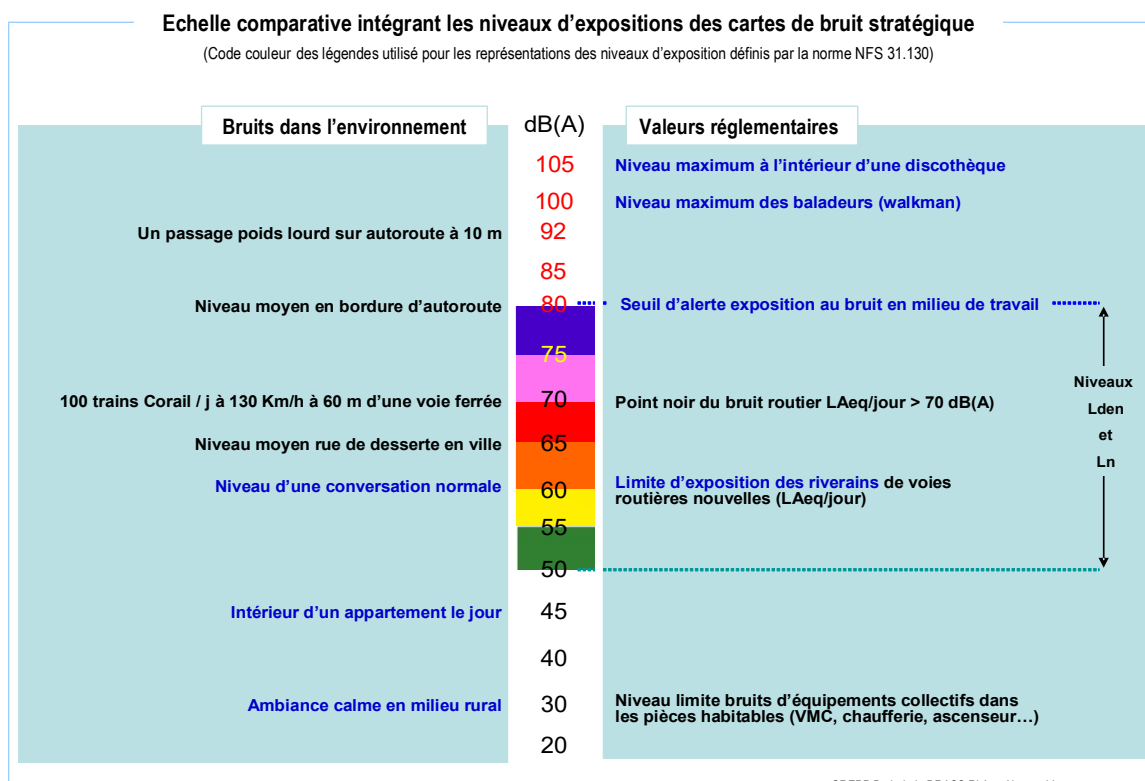 Echelle comparative intégrant les niveaux d'expositions des cartes de bruit stratégique
(Code couleur des légendes utilisé pour les représentations des niveaux d'exposition définis par la norme NFS 31.130)
Bruits dans l'environnement dB(A) Valeurs réglementaires
105 Niveau maximum à l'intérieur d'une discothèque
100 Niveau maximum des baladeurs (walkman)
Un passage poids lourd sur autoroute à 10 m 92
85
Niveau moyen en bordure d'autoroute 80 Seuil d'alerte exposition au bruit en milieu de travail
75
Niveaux
Lden
et
Ln
100 trains Corail / j à 130 Km/h à 60 m d'une voie ferrée 70 Point noir du bruit routier LAeq/jour > 70 dB(A)
Niveau moyen rue de desserte en ville 65
Niveau d'une conversation normale 60 Limite d'exposition des riverains de voies
routières nouvelles (LAeq/jour)
55
50
Intérieur d'un appartement le jour 45
40
Ambiance calme en milieu rural 30 Niveau limite bruits d'équipements collectifs dans
les pièces habitables (VMC, chaufferie, ascenseur…)
20